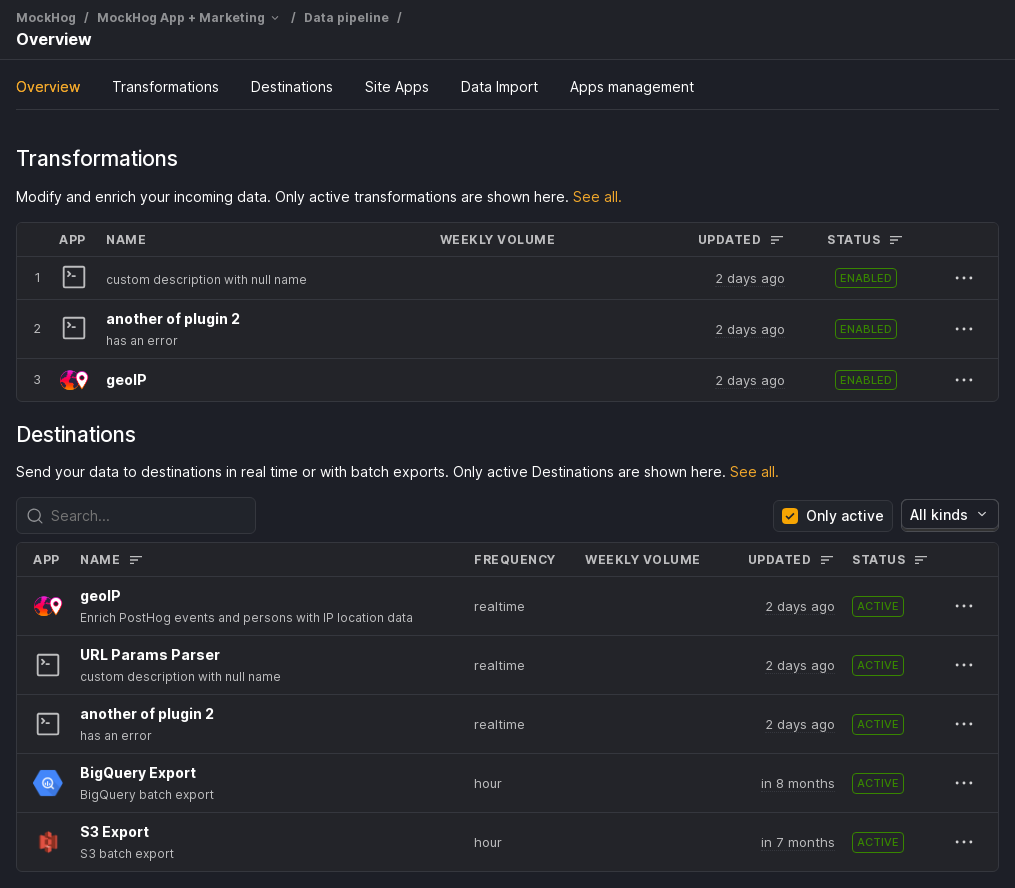 MockHog / MockHog App + Marketing / Data pipeline /
Overview
Overview Transformations Destinations Site Apps Data Import Apps management
Transformations
Modify and enrich your incoming data. Only active transformations are shown here. See all.
APP NAME WEEKLY VOLUME UPDATED STATUS
1 custom description with null name 2 days ago ENABLED
2 another of plugin 2 2 days ago ENABLED
has an error
3 geoIP 2 days ago ENABLED
Destinations
Send your data to destinations in real time or with batch exports. Only active Destinations are shown here. See all.
Search... Only active All kinds
APP NAME FREQUENCY WEEKLY VOLUME UPDATED STATUS
geoIP realtime 2 days ago ACTIVE
Enrich PostHog events and persons with IP location data
URL Params Parser realtime 2 days ago ACTIVE
custom description with null name
another of plugin 2 realtime 2 days ago ACTIVE
has an error
BigQuery Export hour in 8 months ACTIVE
BigQuery batch export
S3 Export hour in 7 months ACTIVE
S3 batch export